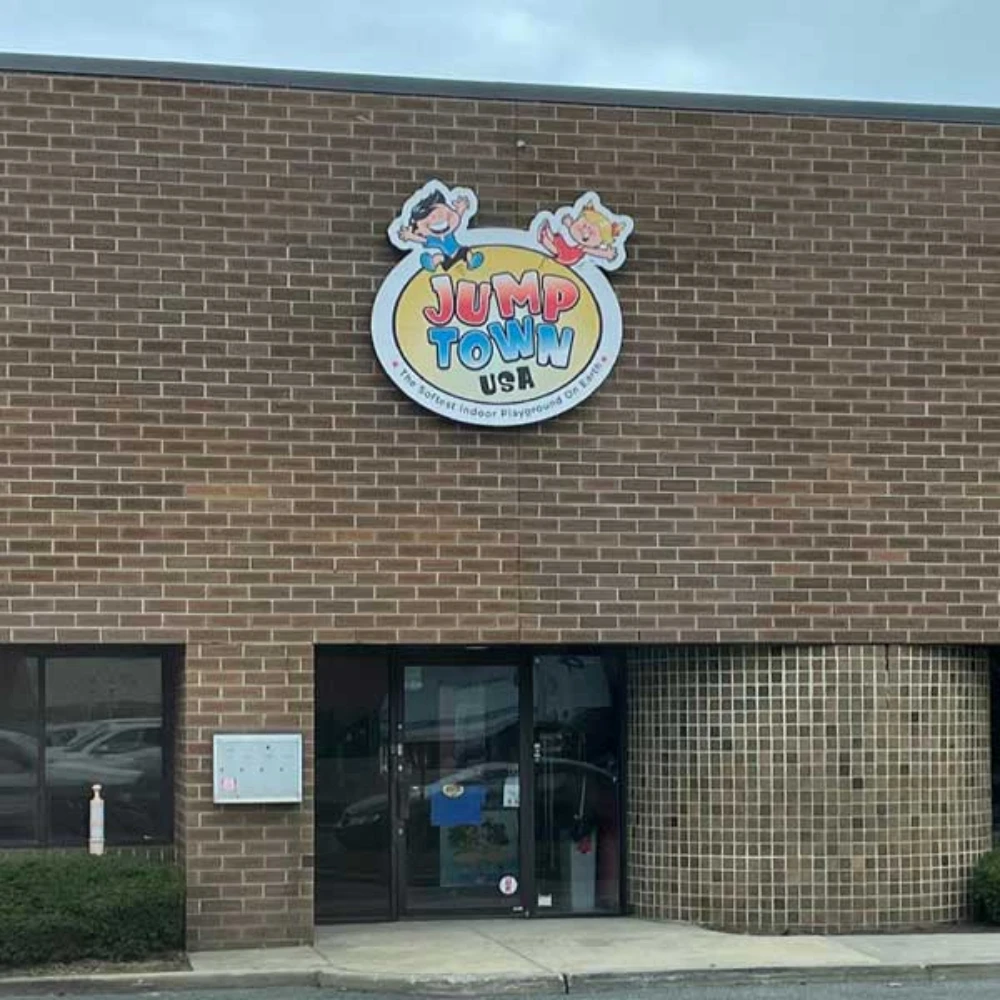 JUMP
TOWN
USA
The Softest Indoor Playground On Earth